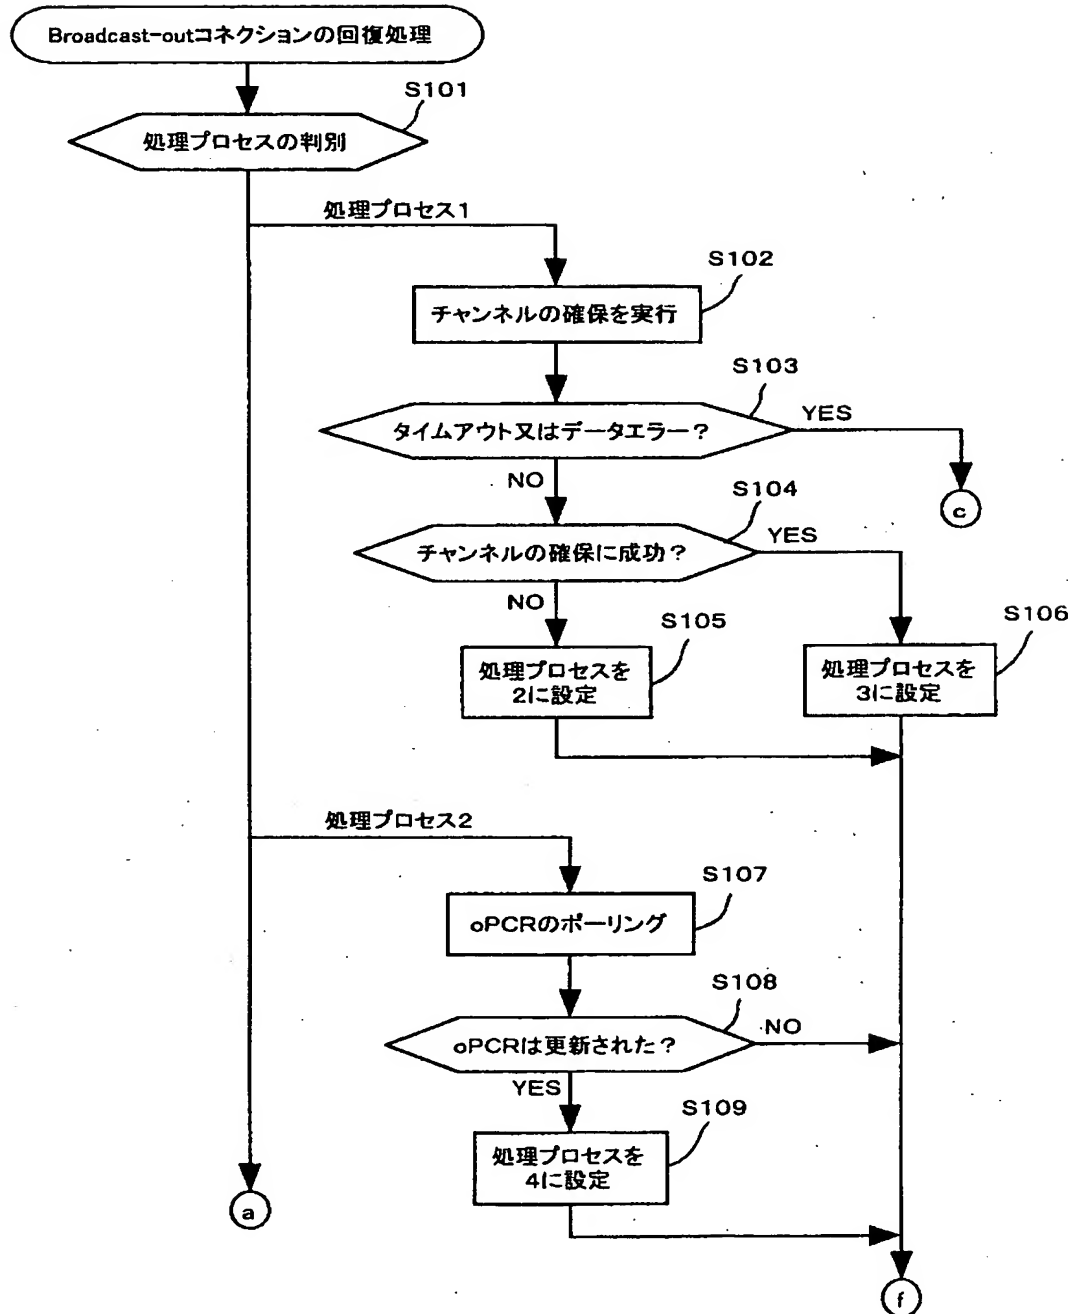 Broadcast-outコネクションの回復処理
S101
処理プロセスの判別
処理プロセス1
S102
チャンネルの確保を実行
S103
タイムアウト又はデータエラー？
YES
NO
c
S104
チャンネルの確保に成功？
YES
NO
S105
処理プロセスを
2に設定
S106
処理プロセスを
3に設定
処理プロセス2
S107
oPCRのポーリング
S108
oPCRは更新された？
NO
YES
S109
処理プロセスを
4に設定
a
f